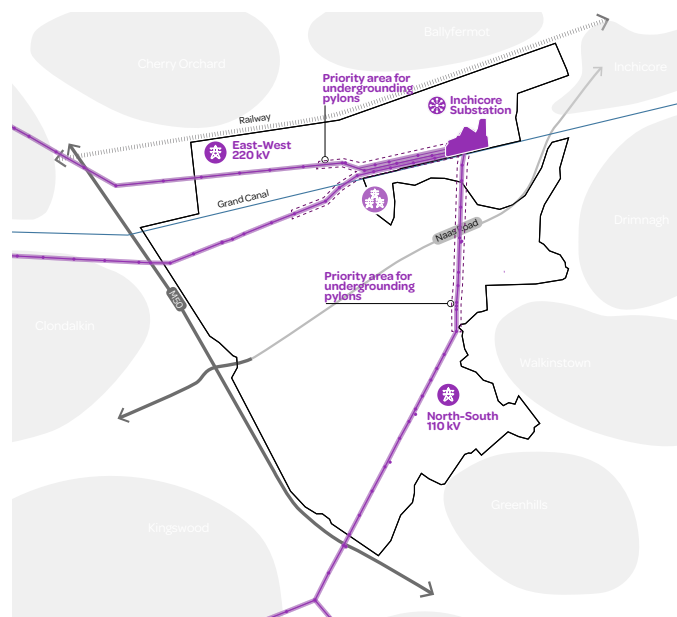 Ballyfermot
Cherry Orchard
Inchicore
Priority area for
undergrounding
pylons
Inchicore
Substation
Railway
East-West
220 kV
Grand Canal
Drimnagh
Naas Road
Priority area for
undergrounding
pylons
M50
Clondalkin
Walkinstown
North-South
110 kV
Greenhills
Kingswood